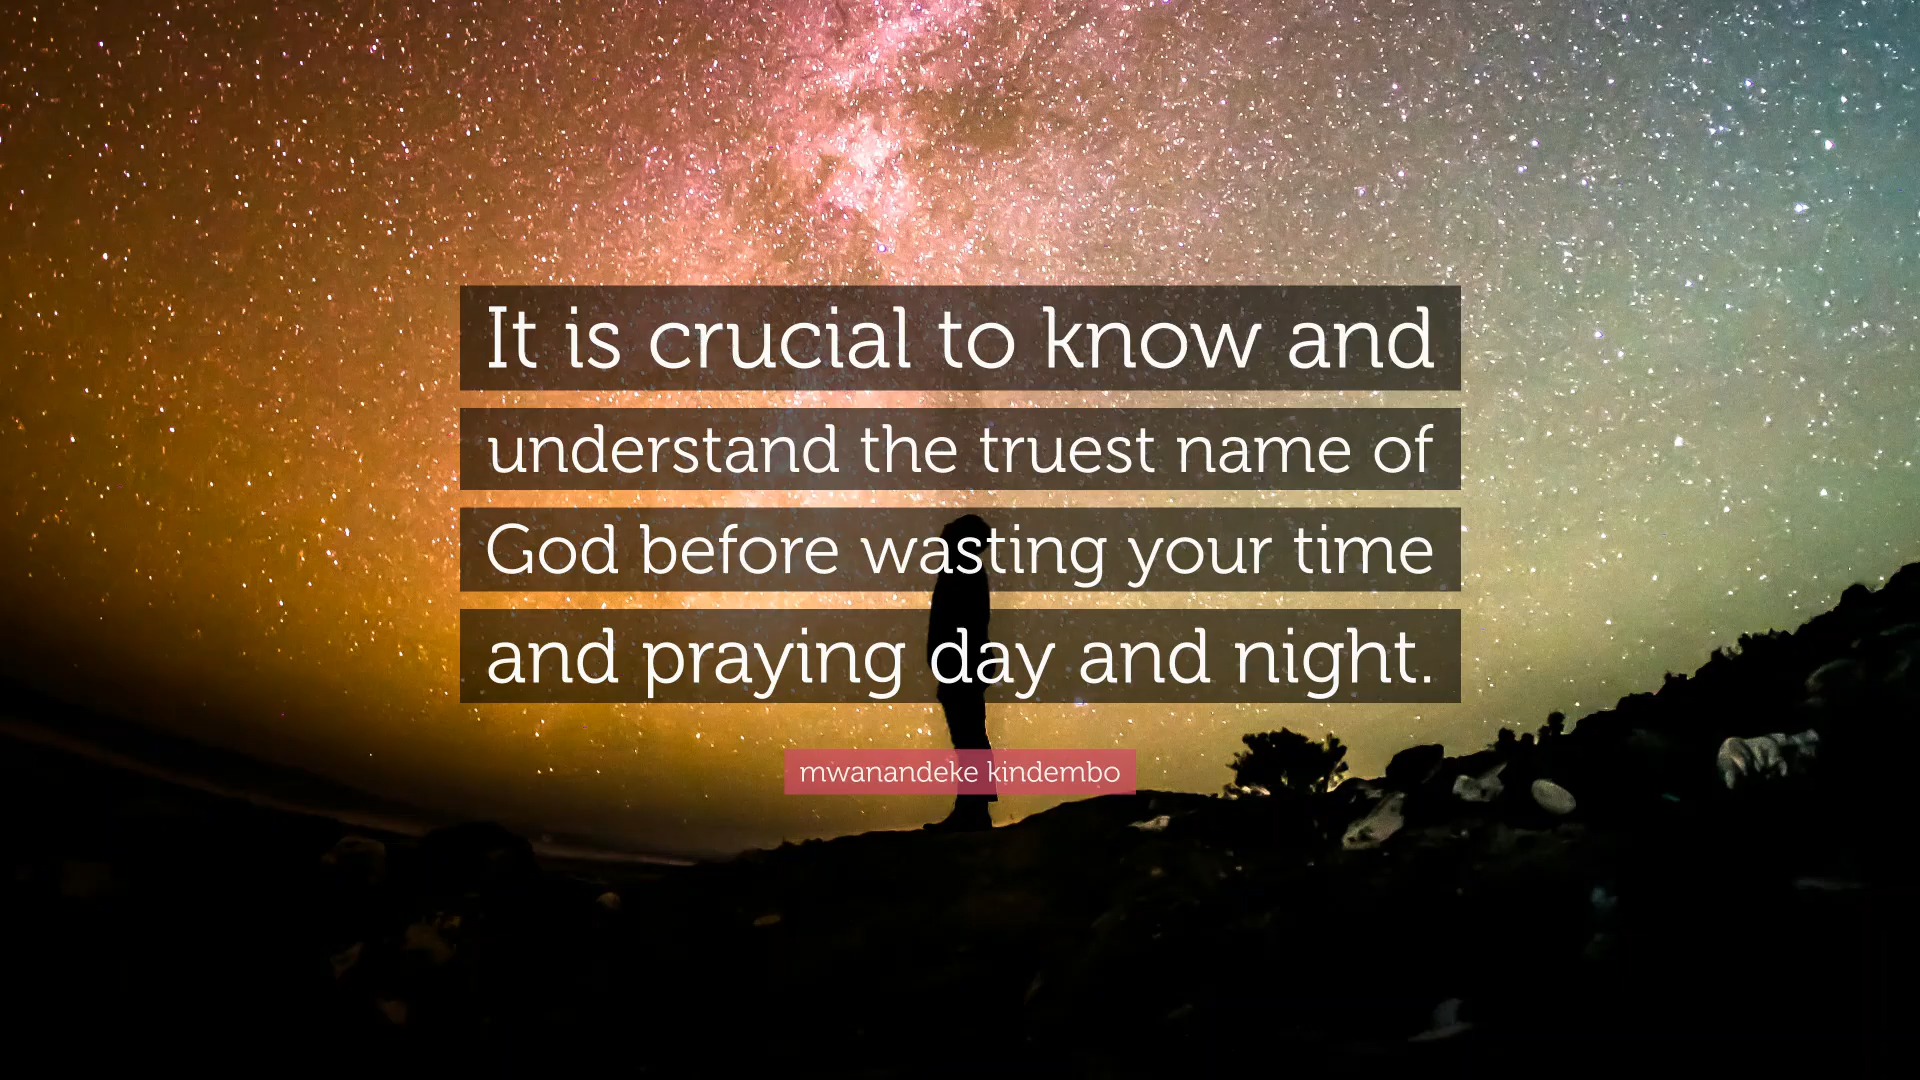 It is crucial to know and
understand the truest name of
God before wasting your time
and praying day and night.
mwanandeke kindembo